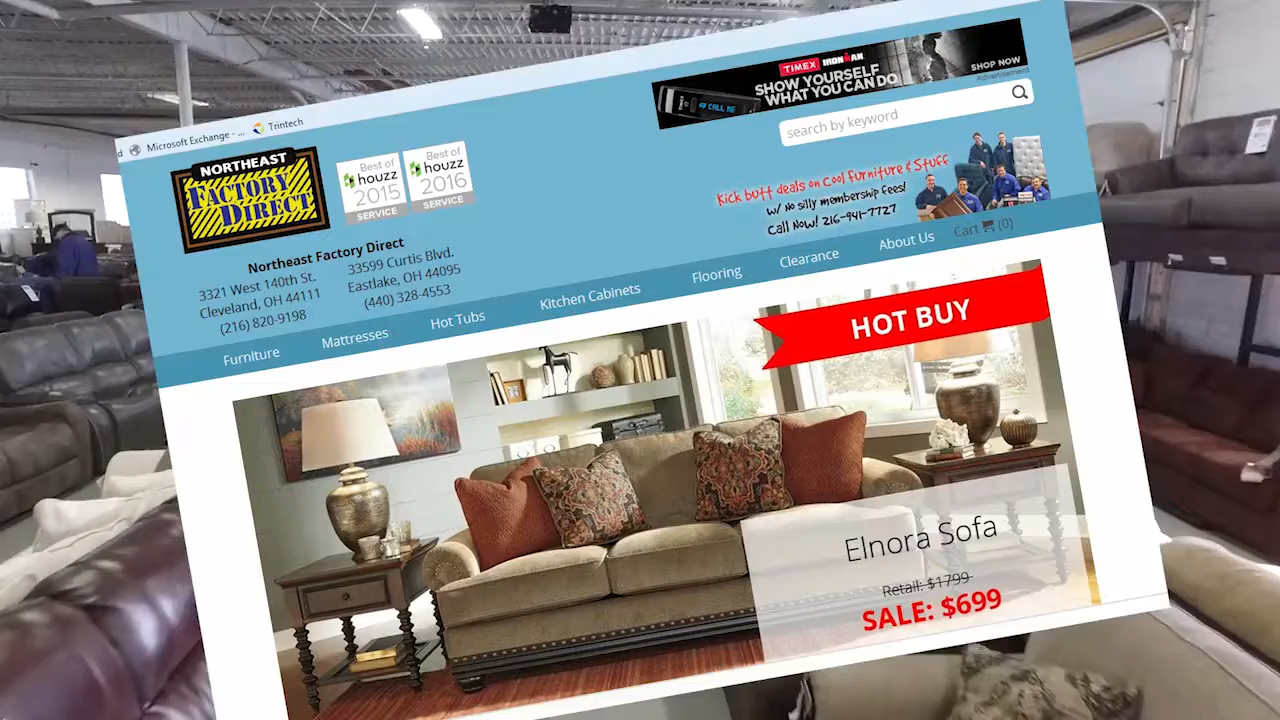 d Microsoft Exchange - ... Trintech
NORTHEAST
FACTORY
DIRECT
Best of
houzz
2015
SERVICE
Best of
houzz
2016
SERVICE
Northeast Factory Direct
3321 West 140th St.
Cleveland, OH 44111
(216) 820-9198
33599 Curtis Blvd.
Eastlake, OH 44095
(440) 328-4553
TIMEX IRONMAN
SHOW YOURSELF
WHAT YOU CAN DO
CALL ME
TIMEX
SHOP NOW
Advertisement
search by keyword
Kick butt deals on Cool Furniture & Stuff
w/ No silly membership fees!
Call Now! 216-941-7727
Furniture Mattresses Hot Tubs Kitchen Cabinets Flooring Clearance About Us Cart (0)
HOT BUY
Elnora Sofa
Retail: $1799
SALE: $699